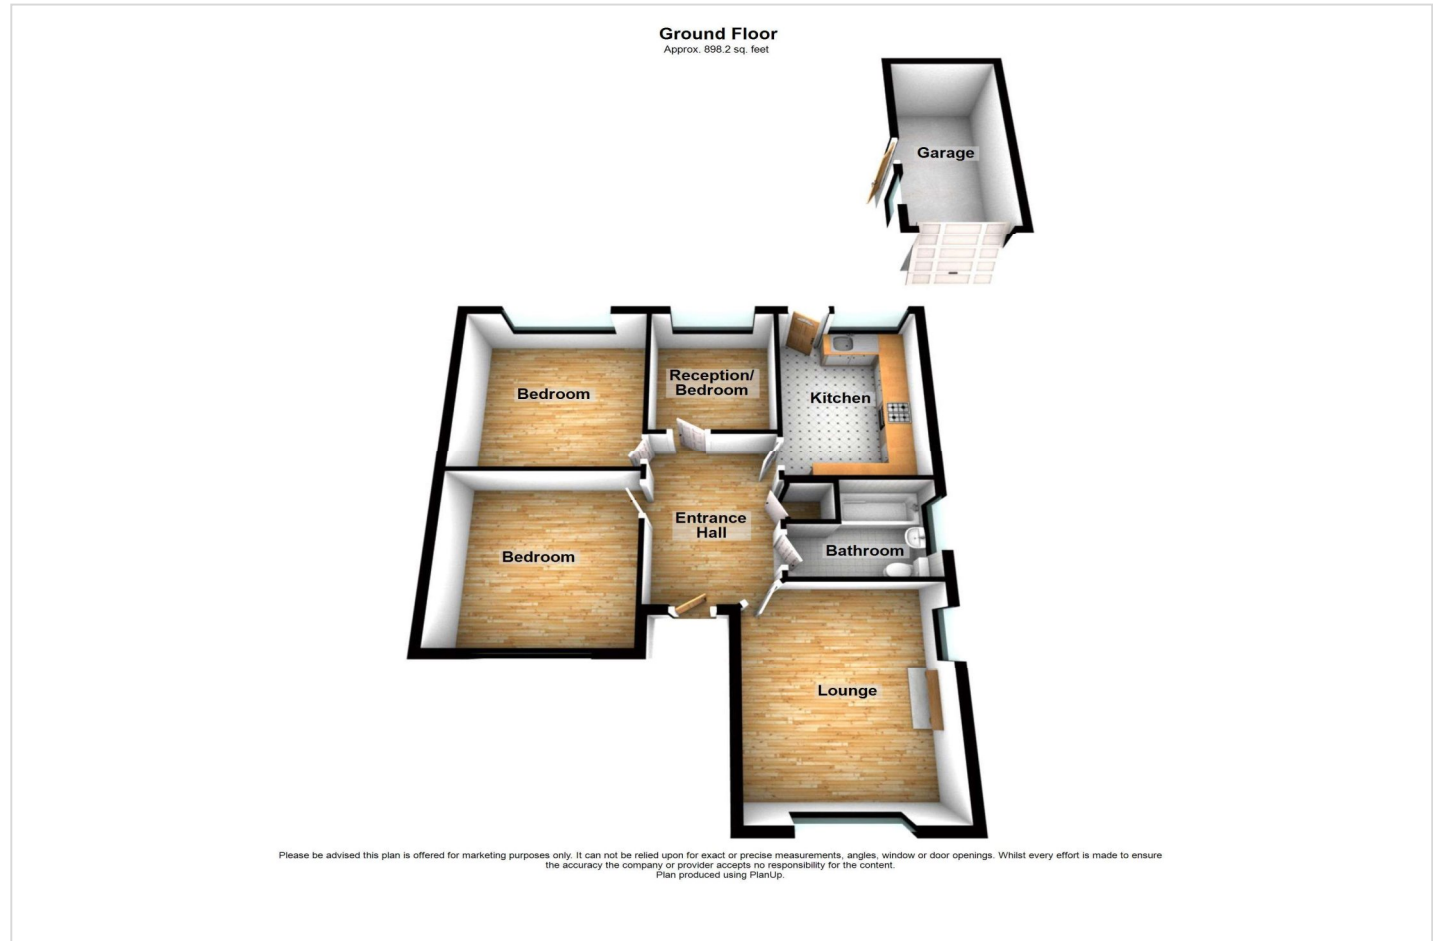 Ground Floor
Approx. 898.2 sq. feet
Garage
Bedroom
Reception/
Bedroom
Kitchen
Entrance
Hall
Bedroom
Bathroom
Lounge
Please be advised this plan is offered for marketing purposes only. It can not be relied upon for exact or precise measurements, angles, window or door openings. Whilst every effort is made to ensure
the accuracy the company or provider accepts no responsibility for the content.
Plan produced using PlanUp.